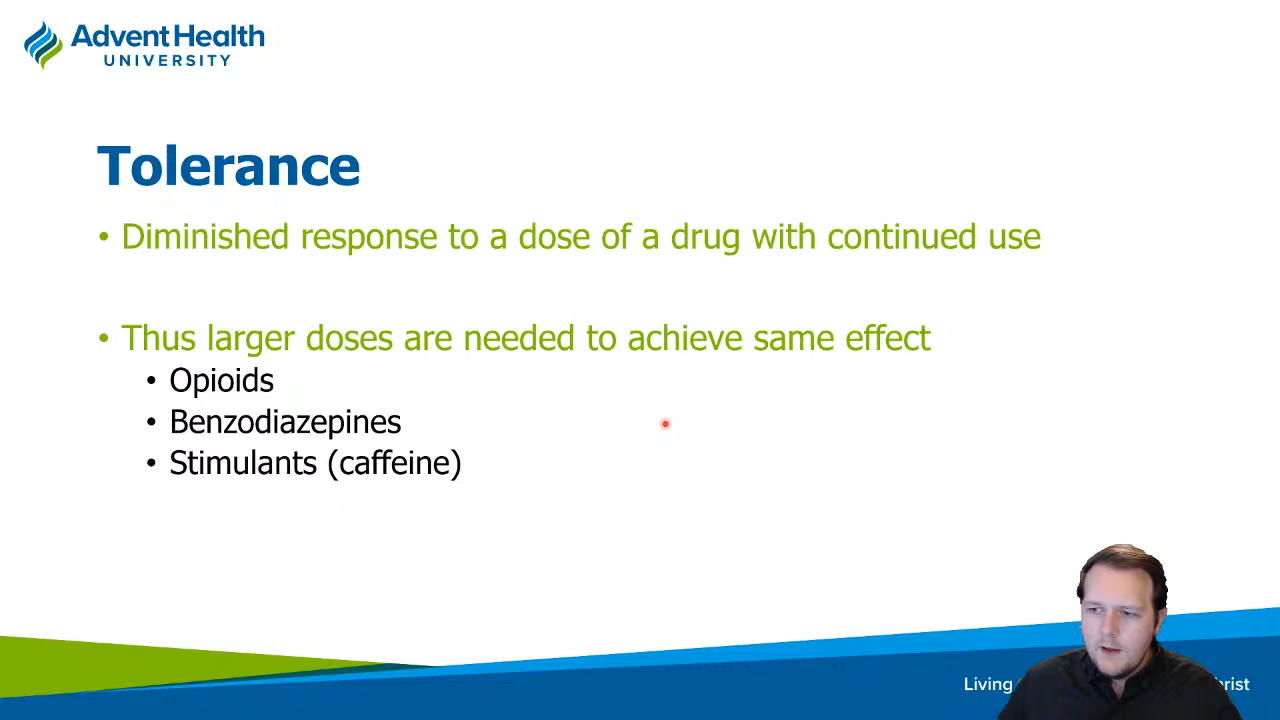 AdventHealth
UNIVERSITY
Tolerance
• Diminished response to a dose of a drug with continued use
• Thus larger doses are needed to achieve same effect
• Opioids
• Benzodiazepines
• Stimulants (caffeine)
Living